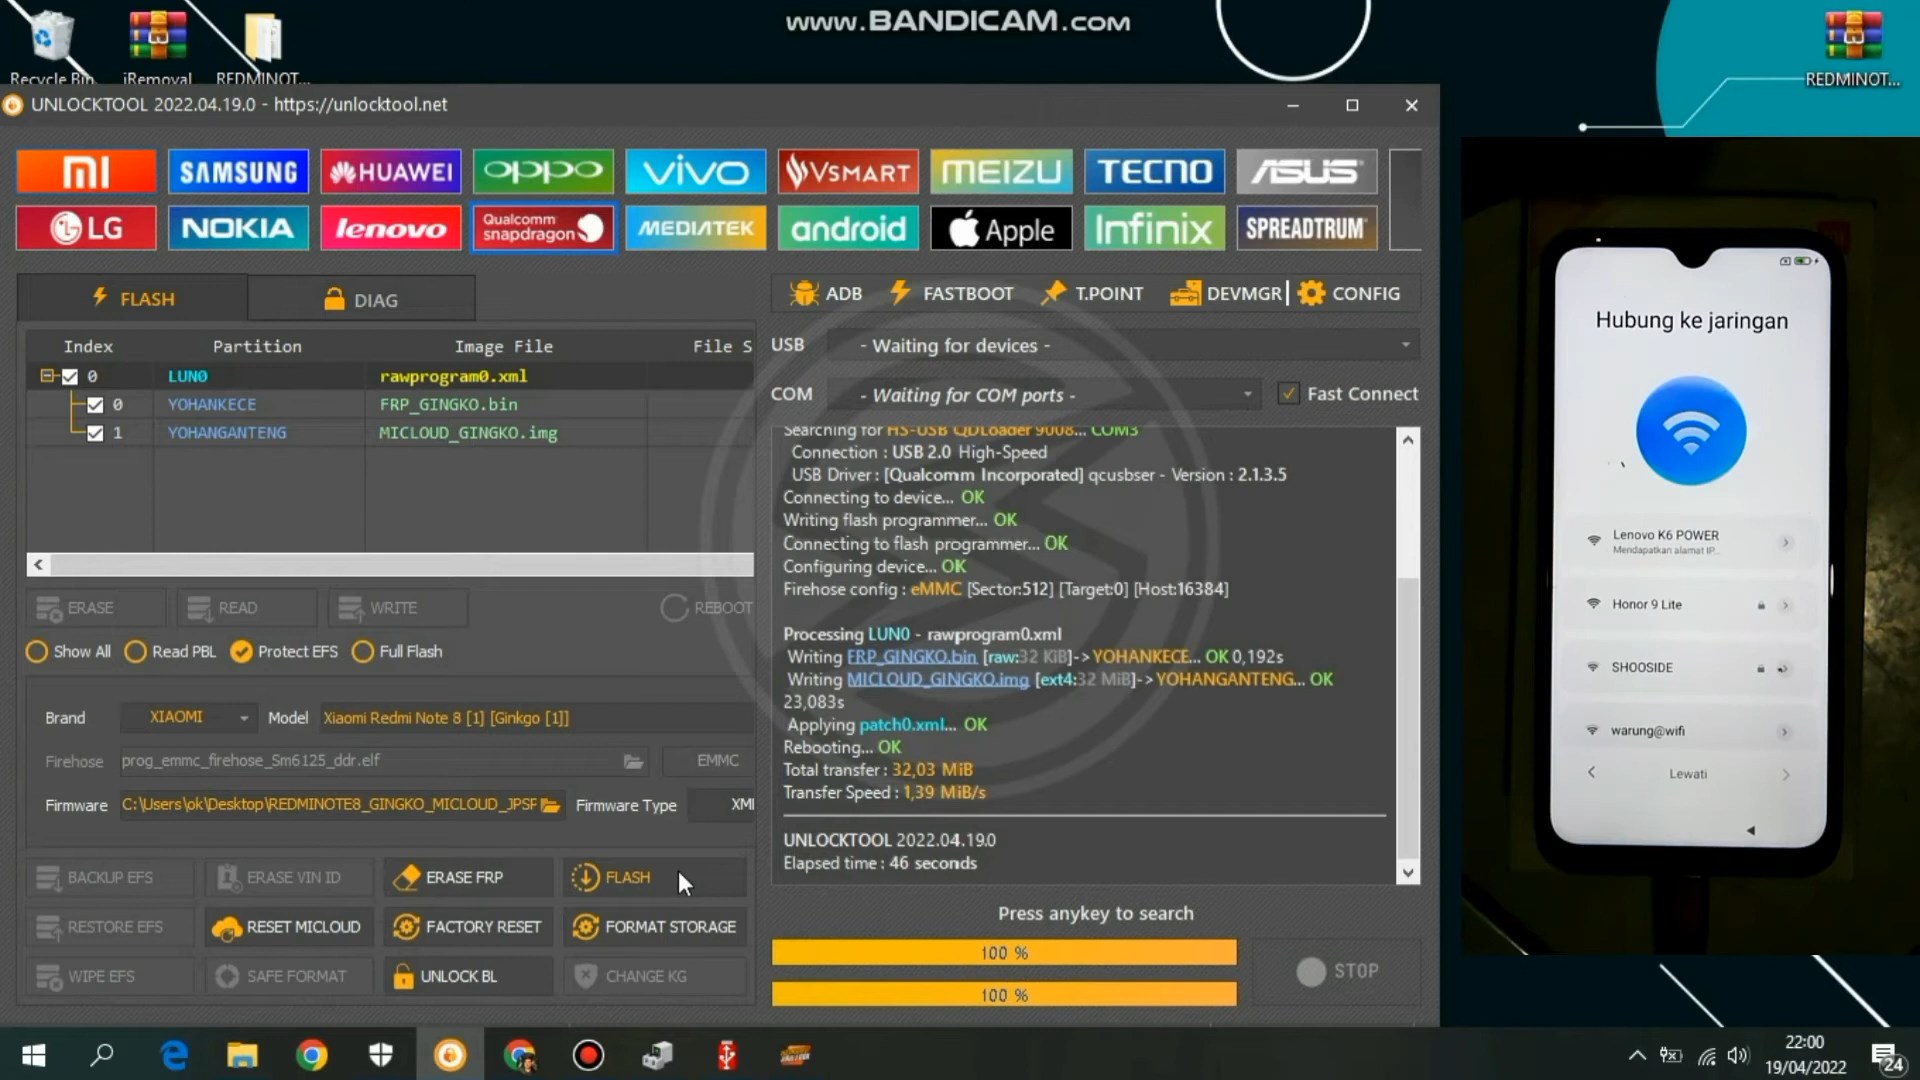 www.BANDICAM.com
Recycle Bin
iRemoval
REDMINOT...
REDMINOT...
UNLOCKTOOL 2022.04.19.0 - https://unlocktool.net
MI
SAMSUNG
HUAWEI
oppo
vivo
VSMART
MEIZU
TECNO
ASUS
LG
NOKIA
lenovo
Qualcomm
snapdragon
MEDIATEK
android
Apple
Infinix
SPREADTRUM
FLASH
DIAG
ADB
FASTBOOT
T.POINT
DEVMGR
CONFIG
Index Partition Image File File S
0 LUN0 rawprogram0.xml
0 YOHANKECE FRP_GINGKO.bin
1 YOHANGANTENG MICLOUD_GINGKO.img
ERASE
READ
WRITE
REBOOT
Show All
Read PBL
Protect EFS
Full Flash
Brand XIAOMI Model Xiaomi Redmi Note 8 [1] [Ginkgo [1]]
Firehose prog_emmc_firehose_Sm6125_ddr.elf EMMC
Firmware C:\Users\ok\Desktop\REDMINOTE8_GINGKO_MICLOUD_JPSF Firmware Type XML
BACKUP EFS
ERASE VIN ID
ERASE FRP
FLASH
RESTORE EFS
RESET MICLOUD
FACTORY RESET
FORMAT STORAGE
WIPE EFS
SAFE FORMAT
UNLOCK BL
CHANGE KG
USB - Waiting for devices -
COM - Waiting for COM ports -
Fast Connect
Searching for HS-USB QDLoader 9008... COM3
Connection : USB 2.0 High-Speed
USB Driver : [Qualcomm Incorporated] qcusbser - Version : 2.1.3.5
Connecting to device... OK
Writing flash programmer... OK
Connecting to flash programmer... OK
Configuring device... OK
Firehose config : eMMC [Sector:512] [Target:0] [Host:16384]
Processing LUN0 - rawprogram0.xml
Writing FRP_GINGKO.bin [raw:32 KiB]->YOHANKECE... OK 0,192s
Writing MICLOUD_GINGKO.img [ext4:32 MiB]->YOHANGANTENG... OK
23,083s
Applying patch0.xml... OK
Rebooting... OK
Total transfer : 32,03 MiB
Transfer Speed : 1,39 MiB/s
UNLOCKTOOL 2022.04.19.0
Elapsed time : 46 seconds
Press anykey to search
100 %
100 %
STOP
Hubung ke jaringan
Lenovo K6 POWER
Mendapatkan alamat IP...
Honor 9 Lite
SHOOSIDE
warung@wifi
Lewati
22:00
19/04/2022
24